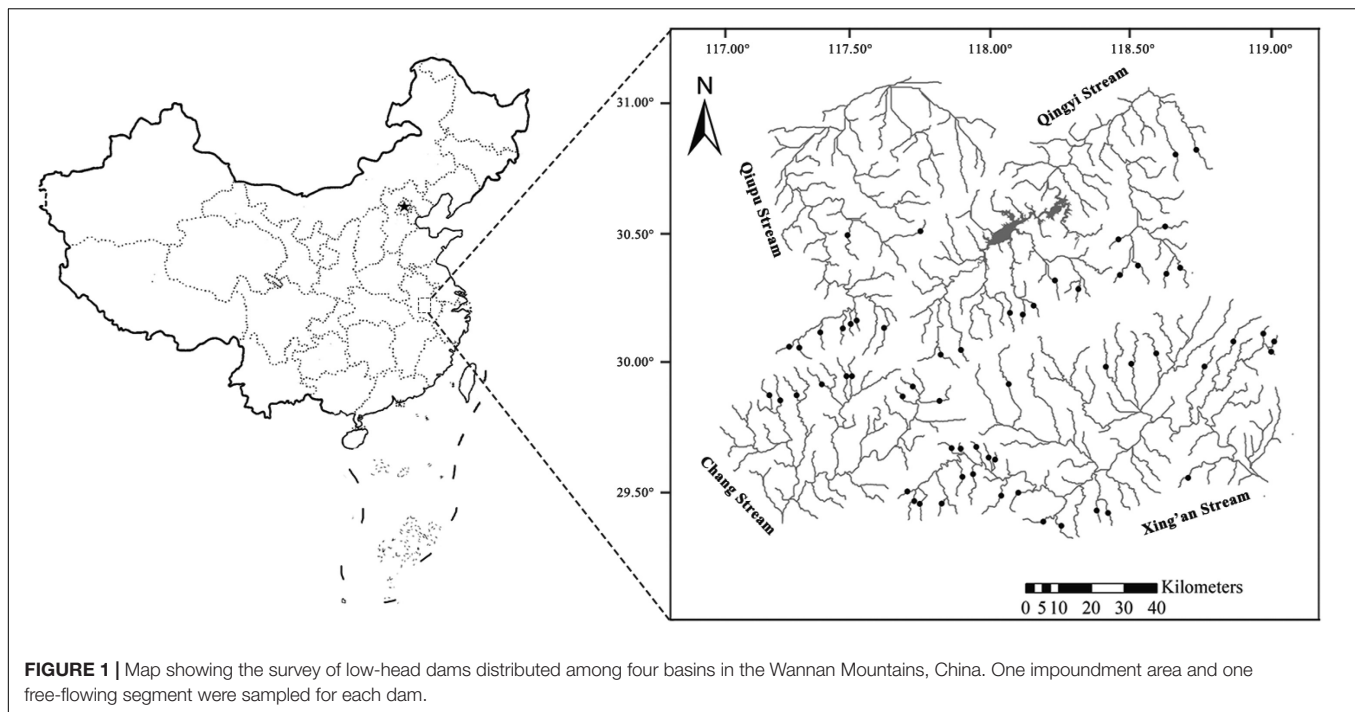 117.00° 117.50° 118.00° 118.50° 119.00°
N
31.00°
30.50°
30.00°
29.50°
Qingyi Stream
Qiupu Stream
Chang Stream
Xing'an Stream
Kilometers
0 5 10 20 30 40
FIGURE 1 | Map showing the survey of low-head dams distributed among four basins in the Wannan Mountains, China. One impoundment area and one
free-flowing segment were sampled for each dam.